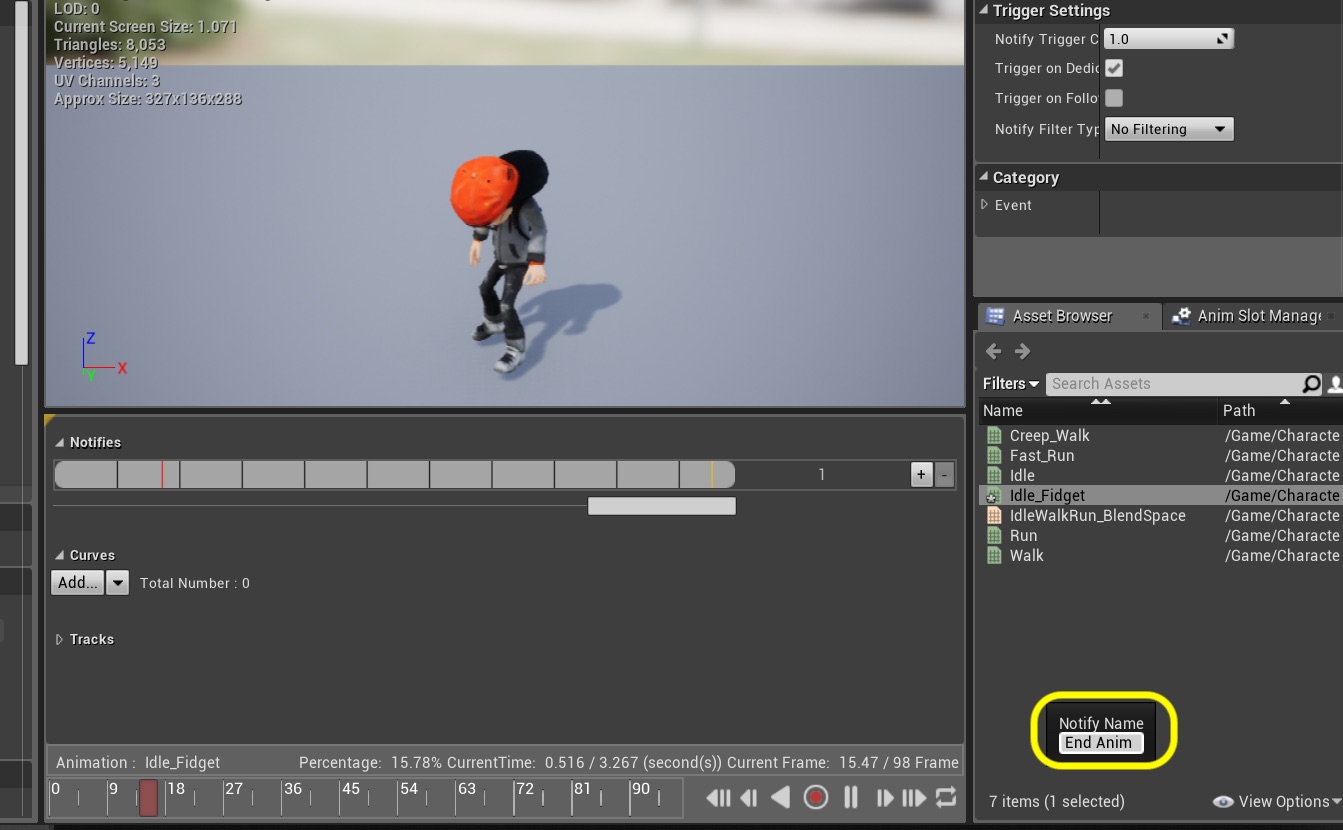 LOD: 0
Current Screen Size: 1.071
Triangles: 8,053
Vertices: 5,149
UV Channels: 3
Approx Size: 327x136x288
Z
X
Y
Notifies
1
+
-
Curves
Add...
Total Number : 0
Tracks
Animation : Idle_Fidget
Percentage: 15.78% CurrentTime: 0.516 / 3.267 (second(s)) Current Frame: 15.47 / 98 Frame
0 9 18 27 36 45 54 63 72 81 90
Trigger Settings
Notify Trigger C
1.0
Trigger on Dedic
Trigger on Follo
Notify Filter Typ
No Filtering
Category
Event
Asset Browser
Anim Slot Manage
Filters
Search Assets
Name Path
Creep_Walk /Game/Characte
Fast_Run /Game/Characte
Idle /Game/Characte
Idle_Fidget /Game/Characte
IdleWalkRun_BlendSpace /Game/Characte
Run /Game/Characte
Walk /Game/Characte
Notify Name
End Anim
7 items (1 selected)
View Options